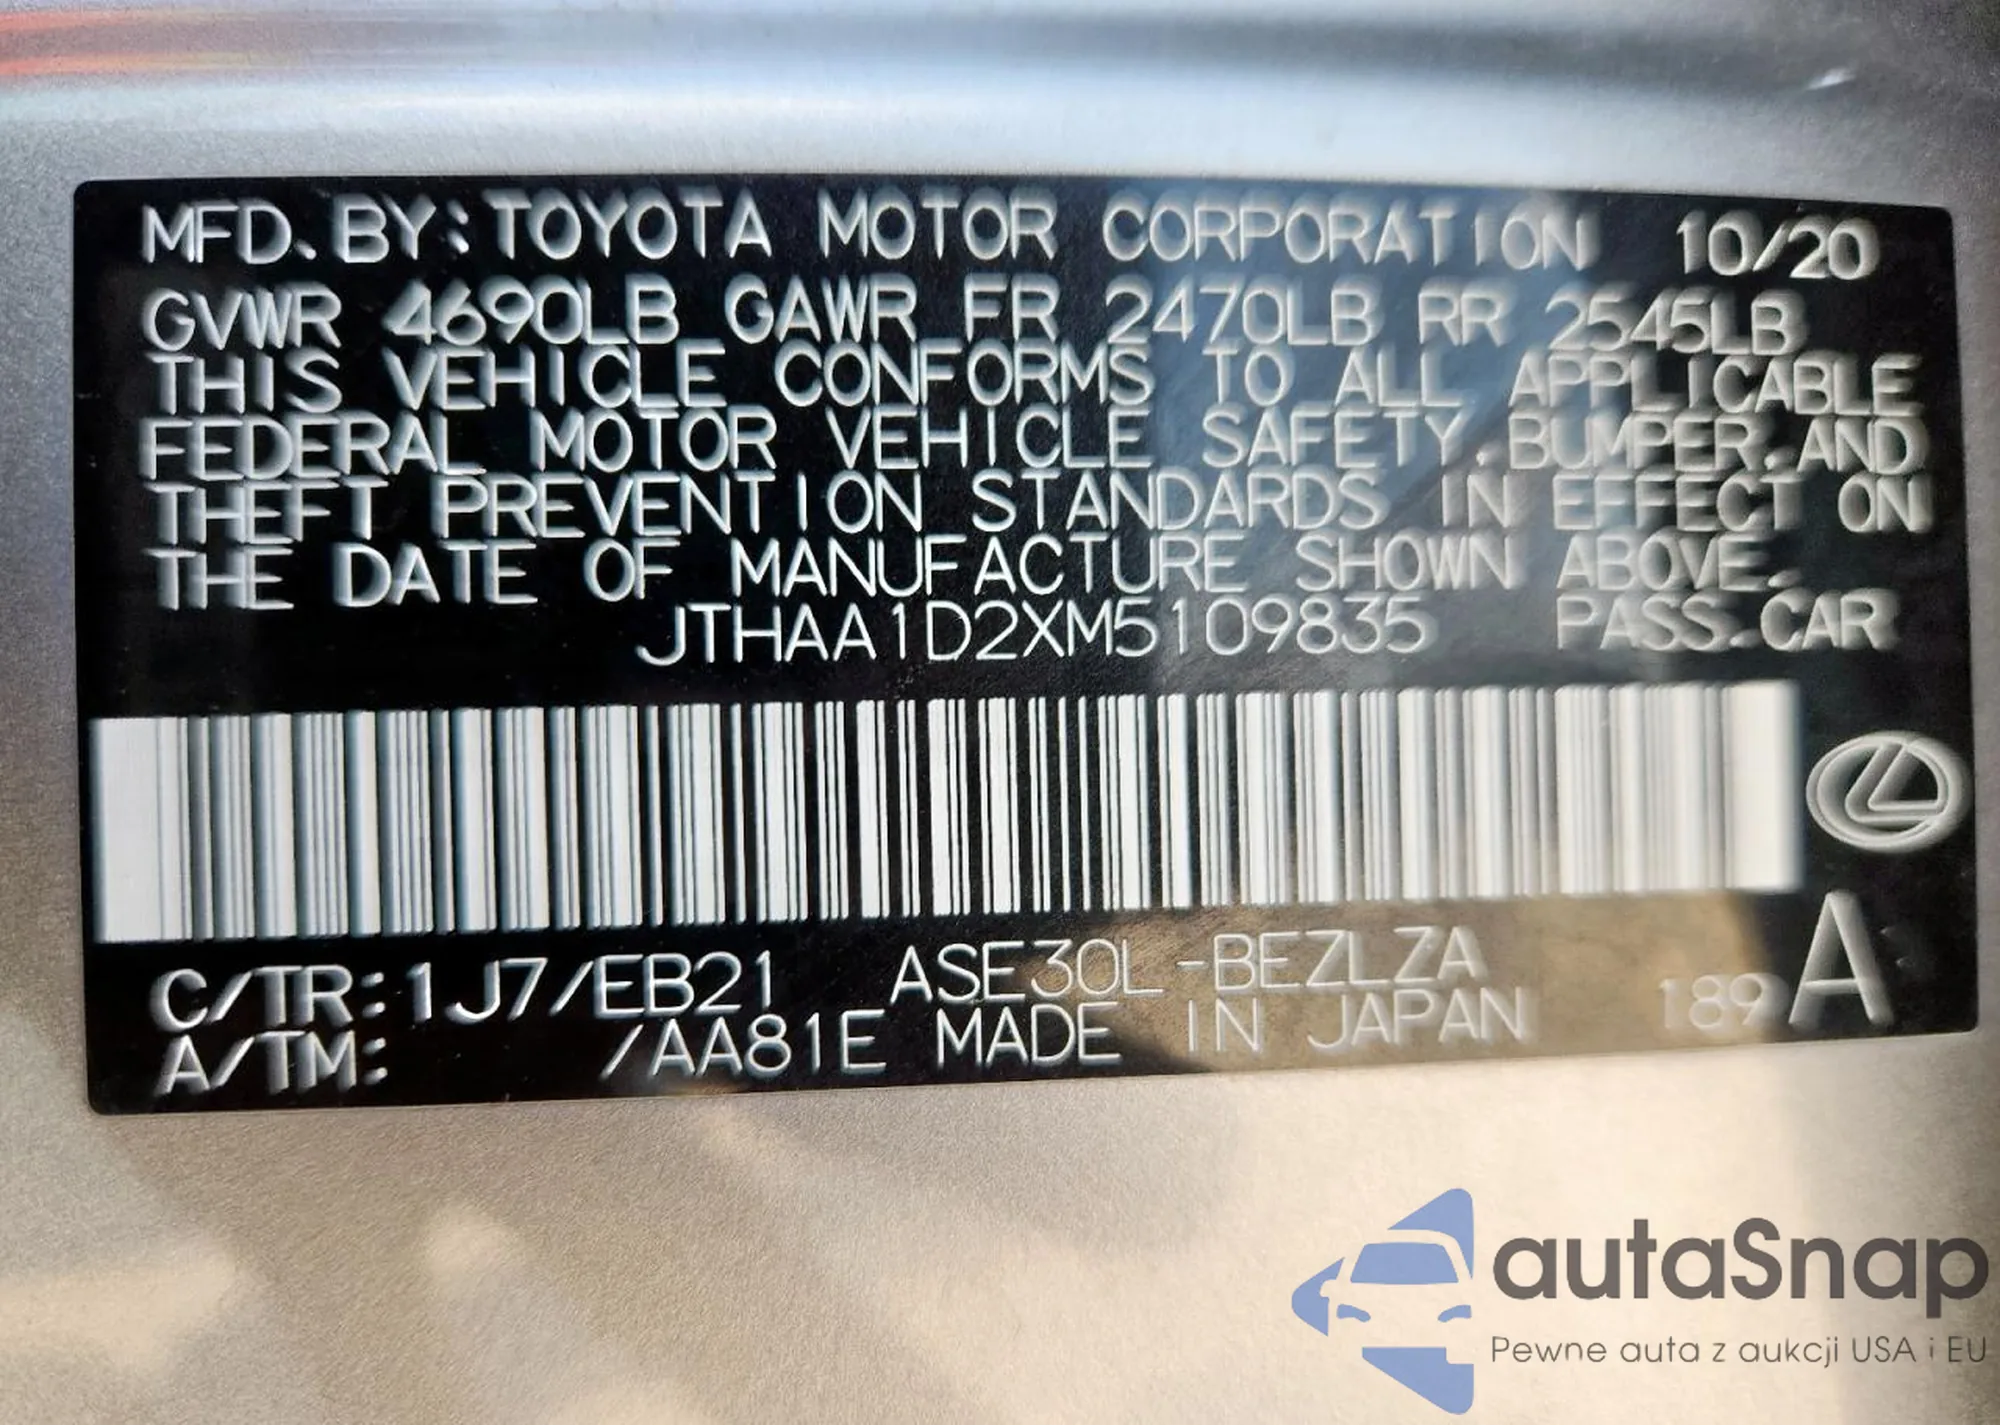 MFD. BY: TOYOTA MOTOR CORPORATION 10/20
GVWR 4690LB GAWR FR 2470LB RR 2545LB
THIS VEHICLE CONFORMS TO ALL APPLICABLE
FEDERAL MOTOR VEHICLE SAFETY, BUMPER, AND
THEFT PREVENTION STANDARDS IN EFFECT ON
THE DATE OF MANUFACTURE SHOWN ABOVE.
JTHAA1D2XM5109835 PASS. CAR
C/TR: 1J7/EB21 ASE30L-BEZLZA
A/TM: /AA81E MADE IN JAPAN 189 A
autaSnap
Pewne auta z aukcji USA i EU